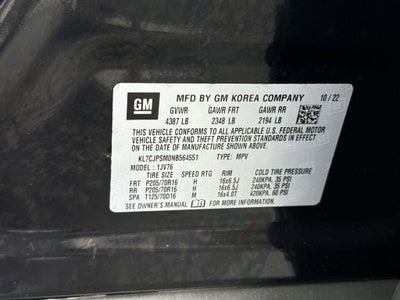 GM MFD BY GM KOREA COMPANY 10/22
GVWR GAWR FRT GAWR RR
4387 LB 2348 LB 2194 LB
THIS VEHICLE CONFORMS TO ALL APPLICABLE U.S. FEDERAL MOTOR
VEHICLE SAFETY AND THEFT PREVENTION STANDARDS IN EFFECT ON
THE DATE OF MANUFACTURE SHOWN ABOVE.
KL7CJPSM0NB564551 TYPE: MPV
MODEL: 1JV76
TIRE SIZE SPEED RTG RIM COLD TIRE PRESSURE
FRT P205/70R16 H 16x6.5J 240KPA, 35 PSI
RR P205/70R16 H 16x6.5J 240KPA, 35 PSI
SPA T125/70D16 M 16x4.0T 420KPA, 60 PSI
SEE OWNER'S MANUAL FOR MORE INFORMATION.